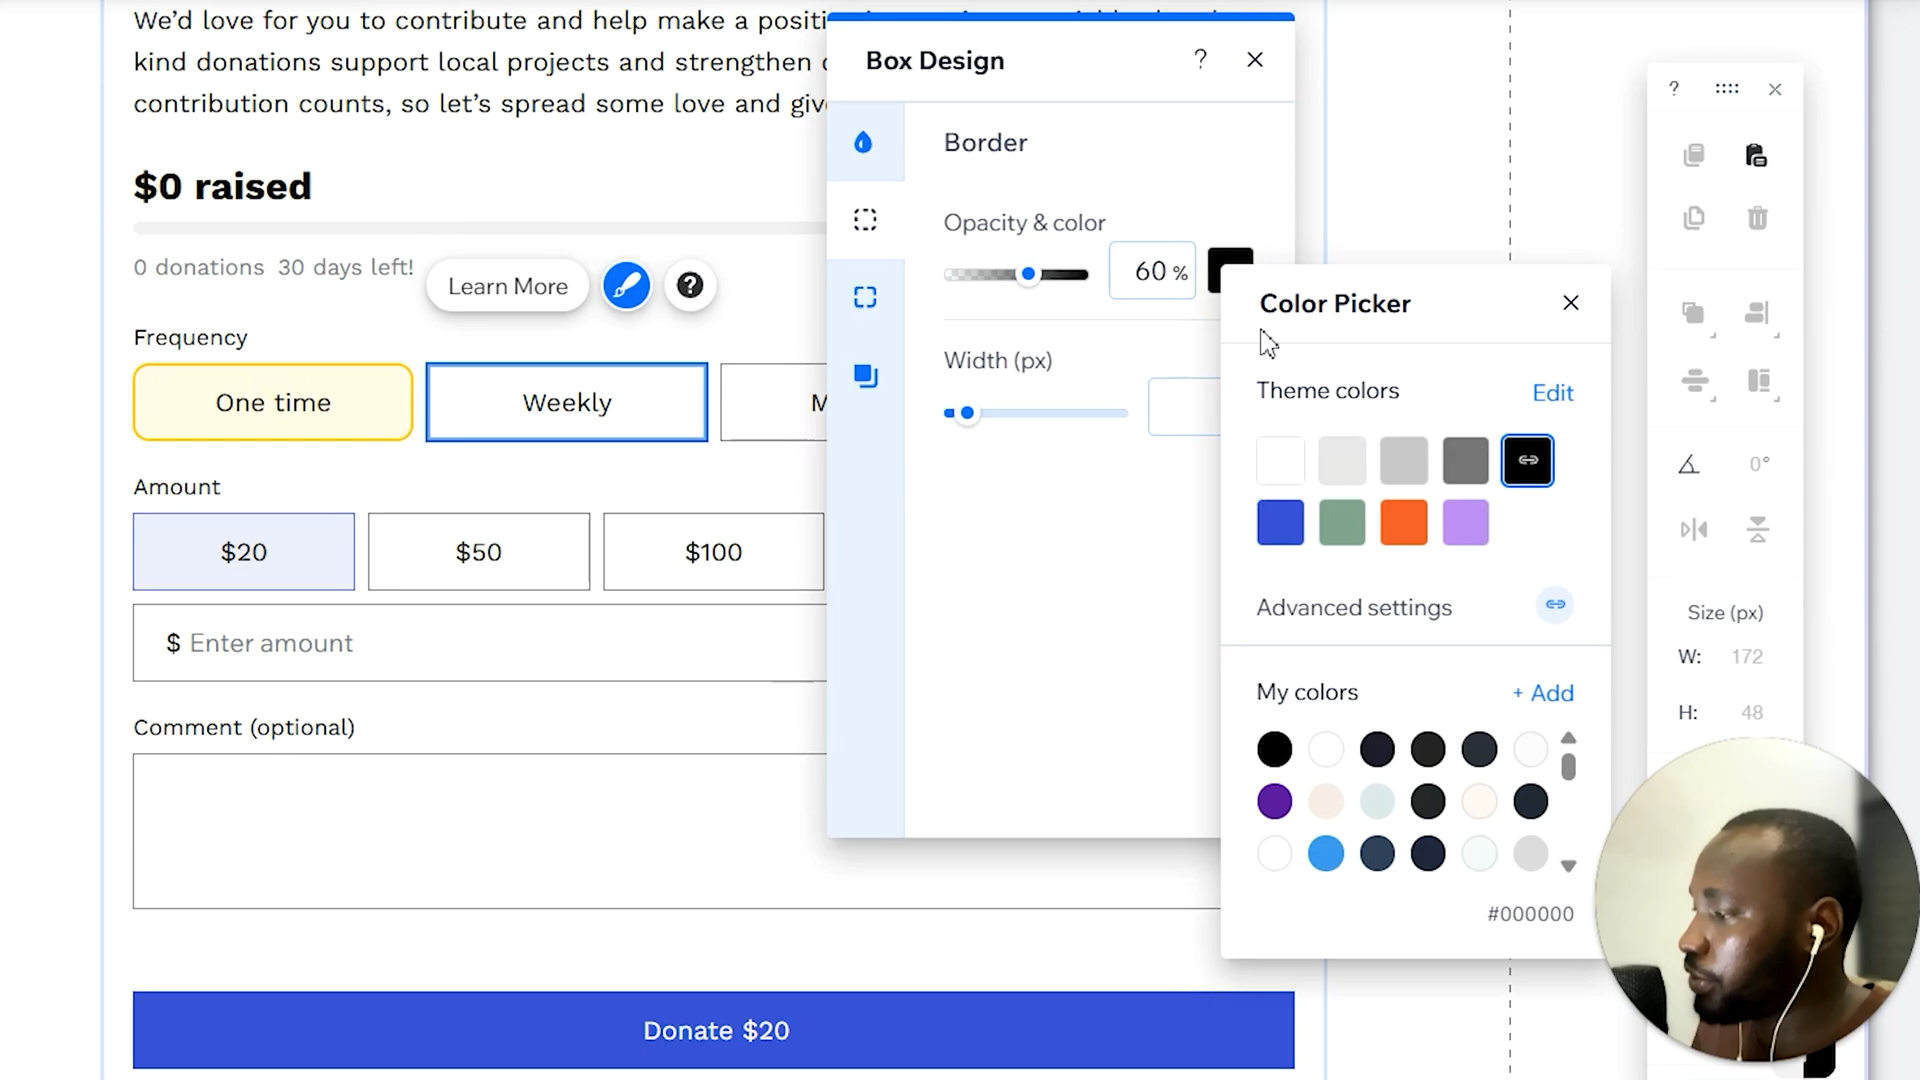 We'd love for you to contribute and help make a positi
kind donations support local projects and strengthen
contribution counts, so let's spread some love and giv
$0 raised
0 donations 30 days left!
Learn More
?
Frequency
One time
Weekly
M
Amount
$20
$50
$100
$ Enter amount
Comment (optional)
Donate $20
Box Design
?
Border
Opacity & color
60 %
Width (px)
Color Picker
Theme colors
Edit
Advanced settings
My colors
+ Add
#000000
?
0°
Size (px)
W: 172
H: 48